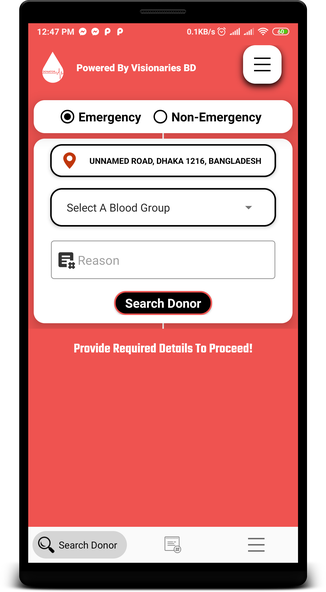 12:47 PM
0.1KB/s
60
Powered By Visionaries BD
Emergency
Non-Emergency
UNNAMED ROAD, DHAKA 1216, BANGLADESH
Select A Blood Group
Reason
Search Donor
Provide Required Details To Proceed!
Search Donor